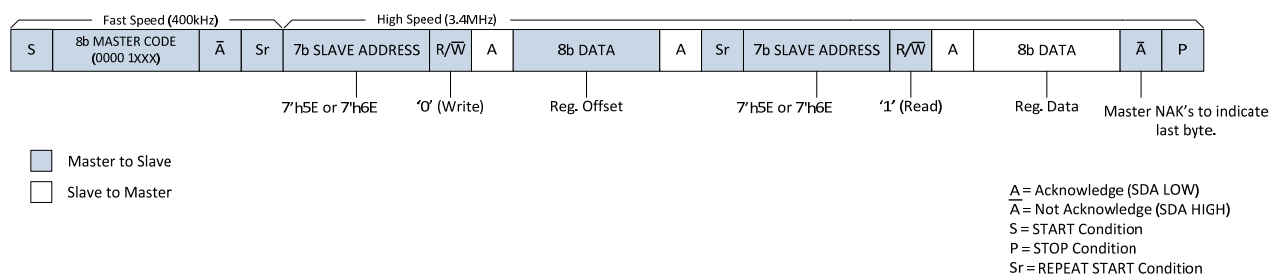 Fast Speed (400kHz) High Speed (3.4MHz)
S 8b MASTER CODE (0000 1XXX) A̅ Sr 7b SLAVE ADDRESS R/W̅ A 8b DATA A Sr 7b SLAVE ADDRESS R/W̅ A 8b DATA A̅ P
7'h5E or 7'h6E '0' (Write) Reg. Offset 7'h5E or 7'h6E '1' (Read) Reg. Data Master NAK's to indicate
last byte.
Master to Slave
Slave to Master
A = Acknowledge (SDA LOW)
A̅ = Not Acknowledge (SDA HIGH)
S = START Condition
P = STOP Condition
Sr = REPEAT START Condition